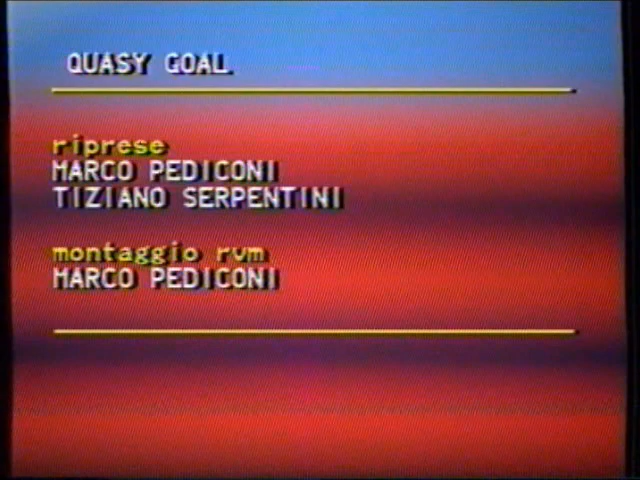 QUASY GOAL
riprese
MARCO PEDICONI
TIZIANO SERPENTINI
montaggio rvm
MARCO PEDICONI